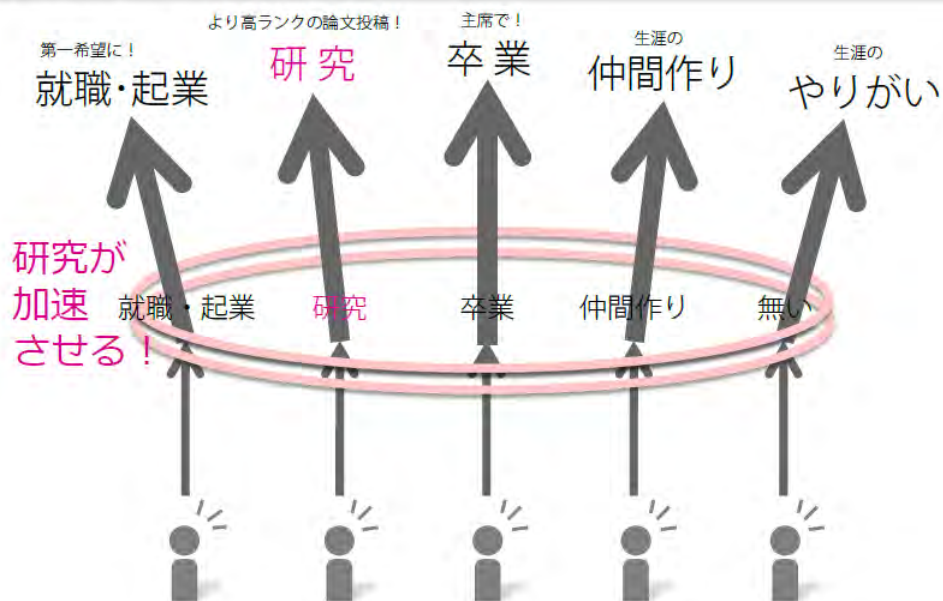 第一希望に！
就職・起業
より高ランクの論文投稿！
研究
主席で！
卒業
生涯の
仲間作り
生涯の
やりがい
研究が
加速
させる！
就職・起業
研究
卒業
仲間作り
無い